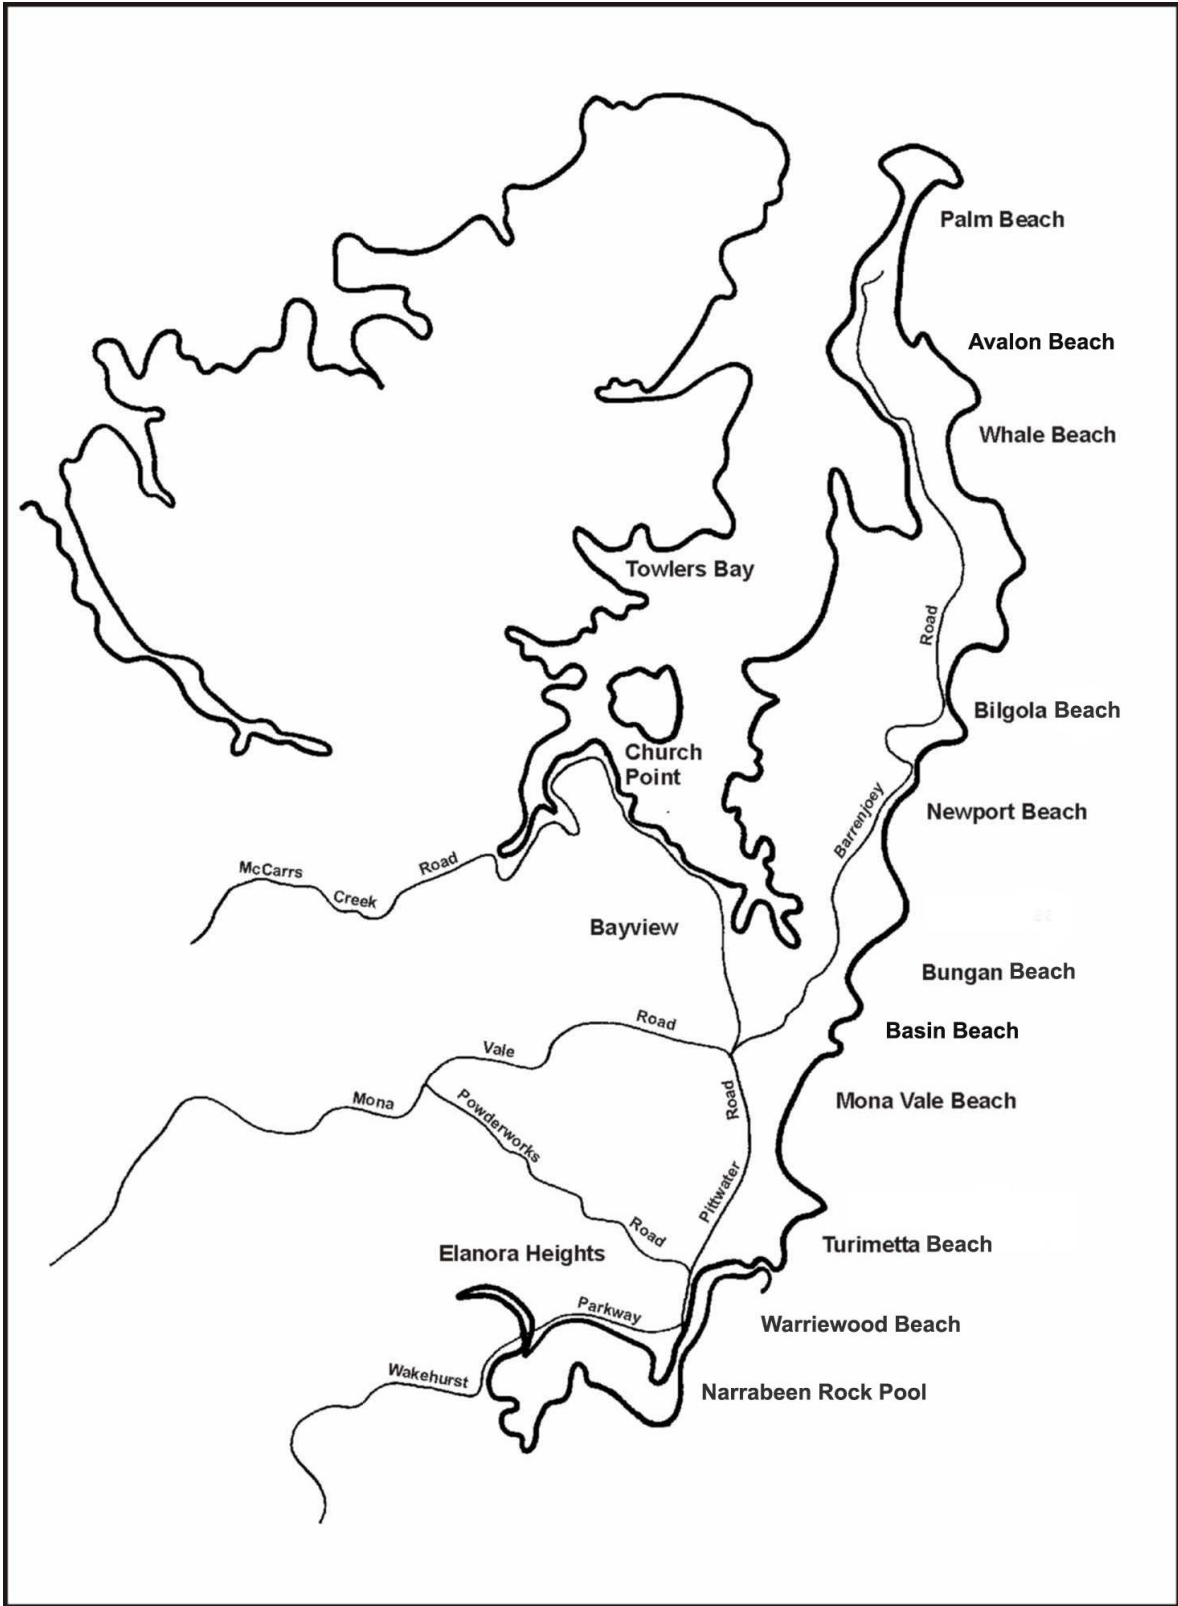 Palm Beach
Avalon Beach
Whale Beach
Towlers Bay
Road
Bilgola Beach
Church
Point
Barrenjoey
Newport Beach
McCarrs
Creek
Road
Bayview
Bungan Beach
Basin Beach
Mona
Vale
Road
Mona Vale Beach
Powderworks
Road
Pittwater
Road
Elanora Heights
Turimetta Beach
Wakehurst
Parkway
Warriewood Beach
Narrabeen Rock Pool